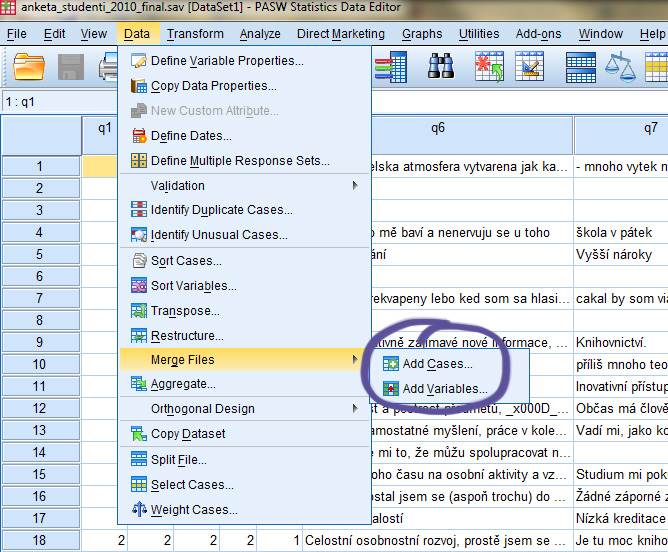 anketa_studenti_2010_final.sav [DataSet1] - PASW Statistics Data Editor
File Edit View Data Transform Analyze Direct Marketing Graphs Utilities Add-ons Window Help
1 : q1
q1 q6 q7
Define Variable Properties...
Copy Data Properties...
New Custom Attribute...
Define Dates...
Define Multiple Response Sets...
Validation
Identify Duplicate Cases...
Identify Unusual Cases...
Sort Cases...
Sort Variables...
Transpose...
Restructure...
Merge Files
Aggregate...
Orthogonal Design
Copy Dataset
Split File...
Select Cases...
Weight Cases...
Add Cases...
Add Variables...
1 elska atmosfera vytvarena jak ka... - mnoho vytek n
2
3
4 o mě baví a nenervuju se u toho škola v pátek
5 ání Vyšší nároky
6
7 rekvapeny lebo ked som sa hlasi... cakal by som via
8
9 ativně zajímavé nové informace, ... Knihovnictví.
10 příliš mnoho teo
11 Inovativní přístup
12 st a pestrost předmětů, _x000D_... Občas má člově
13 amostatné myšlení, práce v kole... Vadí mi, jako ko
14 e mi to, že můžu spolupracovat n...
15 oho času na osobní aktivity a vz... Studium mi poku
16 ostal jsem se (aspoň trochu) do ... Žádné záporné z
17 alostí Nízká kreditace
18 2 2 2 2 1 Celostní osobnostní rozvoj, prostě jsem se ... Je tu moc knihov